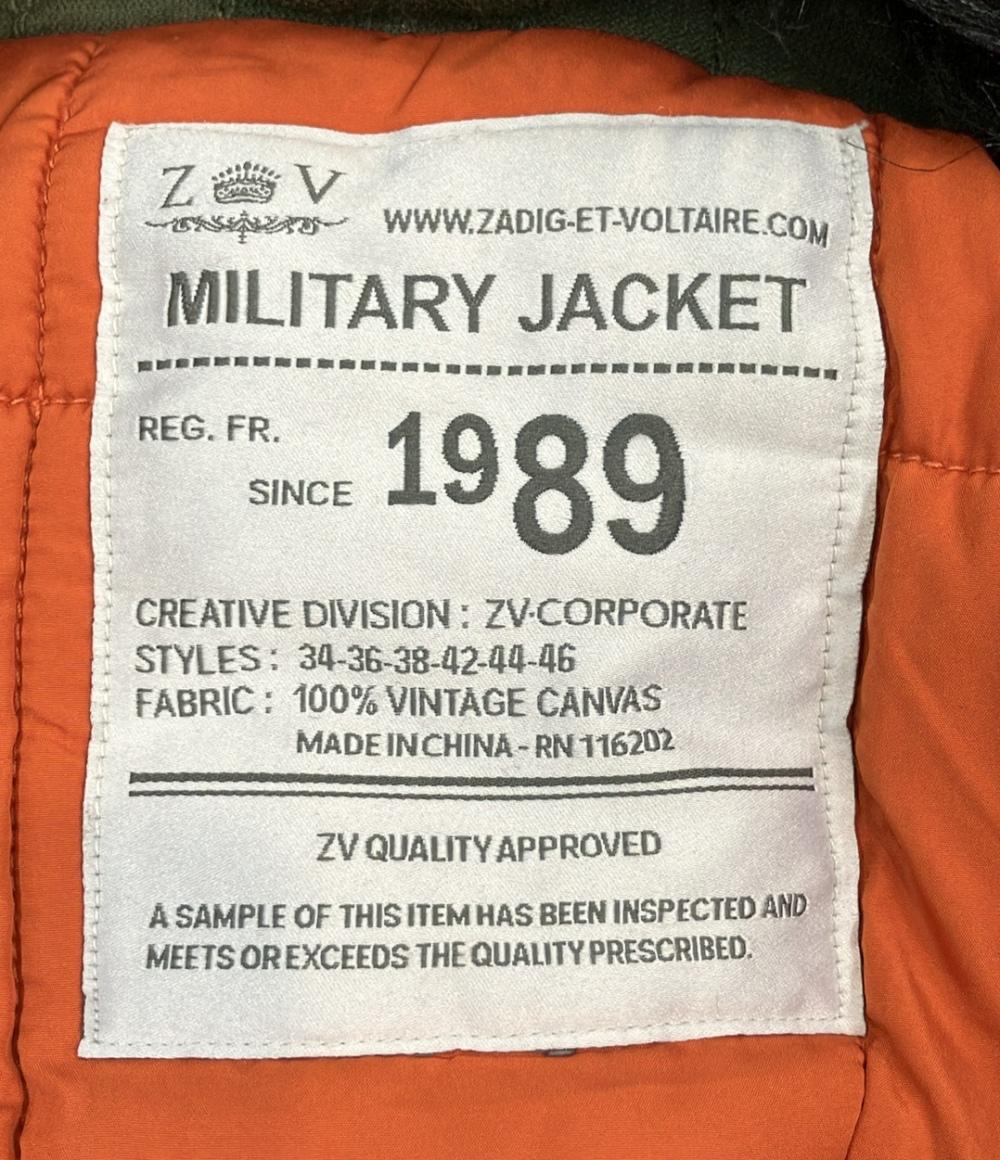 Z V
WWW.ZADIG-ET-VOLTAIRE.COM
MILITARY JACKET
REG. FR.
SINCE 1989
CREATIVE DIVISION : ZV-CORPORATE
STYLES : 34-36-38-42-44-46
FABRIC : 100% VINTAGE CANVAS
MADE IN CHINA - RN 116202
ZV QUALITY APPROVED
A SAMPLE OF THIS ITEM HAS BEEN INSPECTED AND
MEETS OR EXCEEDS THE QUALITY PRESCRIBED.